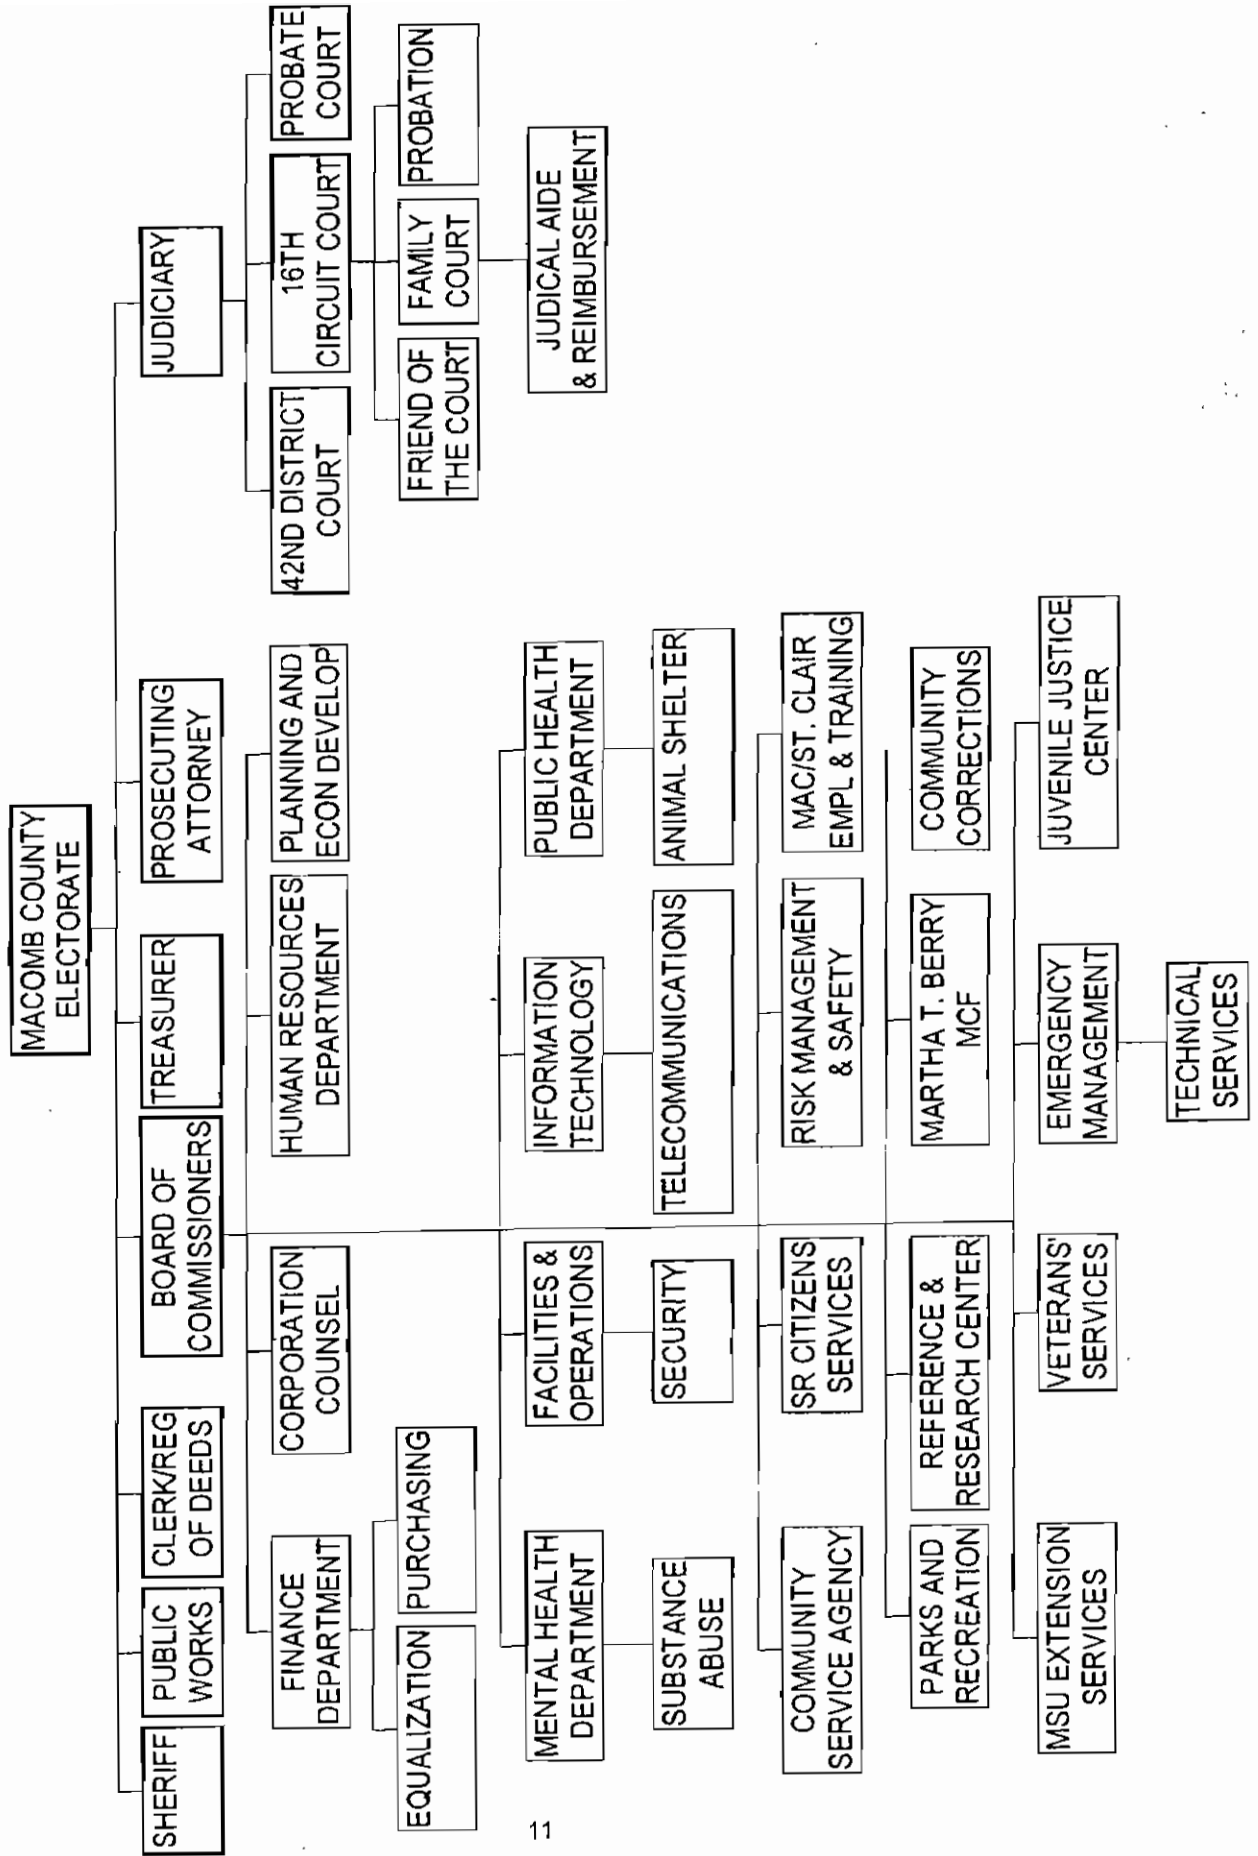 MACOMB COUNTY
ELECTORATE
SHERIFF
PUBLIC
WORKS
CLERK/REG
OF DEEDS
BOARD OF
COMMISSIONERS
TREASURER
PROSECUTING
ATTORNEY
JUDICIARY
FINANCE
DEPARTMENT
CORPORATION
COUNSEL
HUMAN RESOURCES
DEPARTMENT
PLANNING AND
ECON DEVELOP
42ND DISTRICT
COURT
16TH
CIRCUIT COURT
PROBATE
COURT
EQUALIZATION
PURCHASING
FRIEND OF
THE COURT
FAMILY
COURT
PROBATION
MENTAL HEALTH
DEPARTMENT
FACILITIES &
OPERATIONS
INFORMATION
TECHNOLOGY
PUBLIC HEALTH
DEPARTMENT
JUDICAL AIDE
& REIMBURSEMENT
SUBSTANCE
ABUSE
SECURITY
TELECOMMUNICATIONS
ANIMAL SHELTER
COMMUNITY
SERVICE AGENCY
SR CITIZENS
SERVICES
RISK MANAGEMENT
& SAFETY
MAC/ST. CLAIR
EMPL & TRAINING
PARKS AND
RECREATION
REFERENCE &
RESEARCH CENTER
MARTHA T. BERRY
MCF
COMMUNITY
CORRECTIONS
MSU EXTENSION
SERVICES
VETERANS'
SERVICES
EMERGENCY
MANAGEMENT
JUVENILE JUSTICE
CENTER
TECHNICAL
SERVICES
11